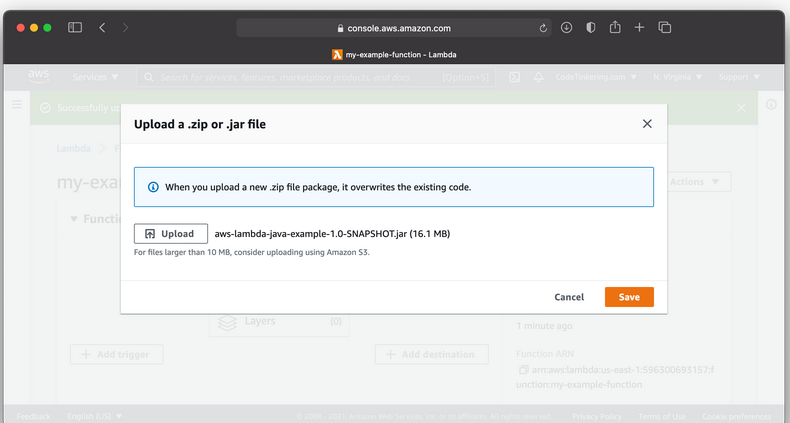 console.aws.amazon.com
my-example-function – Lambda
aws
Services
Search for services, features, marketplace products, and docs
[Option+S]
CodeTinkering.com
N. Virginia
Support
Successfully up
Upload a .zip or .jar file
Lambda
F
my-exa
Actions
When you upload a new .zip file package, it overwrites the existing code.
Functi
Upload
aws-lambda-java-example-1.0-SNAPSHOT.jar (16.1 MB)
For files larger than 10 MB, consider uploading using Amazon S3.
Cancel
Save
Layers
(0)
1 minute ago
Add trigger
Add destination
Function ARN
arn:aws:lambda:us-east-1:596300693157:f
unction:my-example-function
Feedback
English (US)
© 2008 - 2021, Amazon Web Services, Inc. or its affiliates. All rights reserved.
Privacy Policy
Terms of Use
Cookie preferences